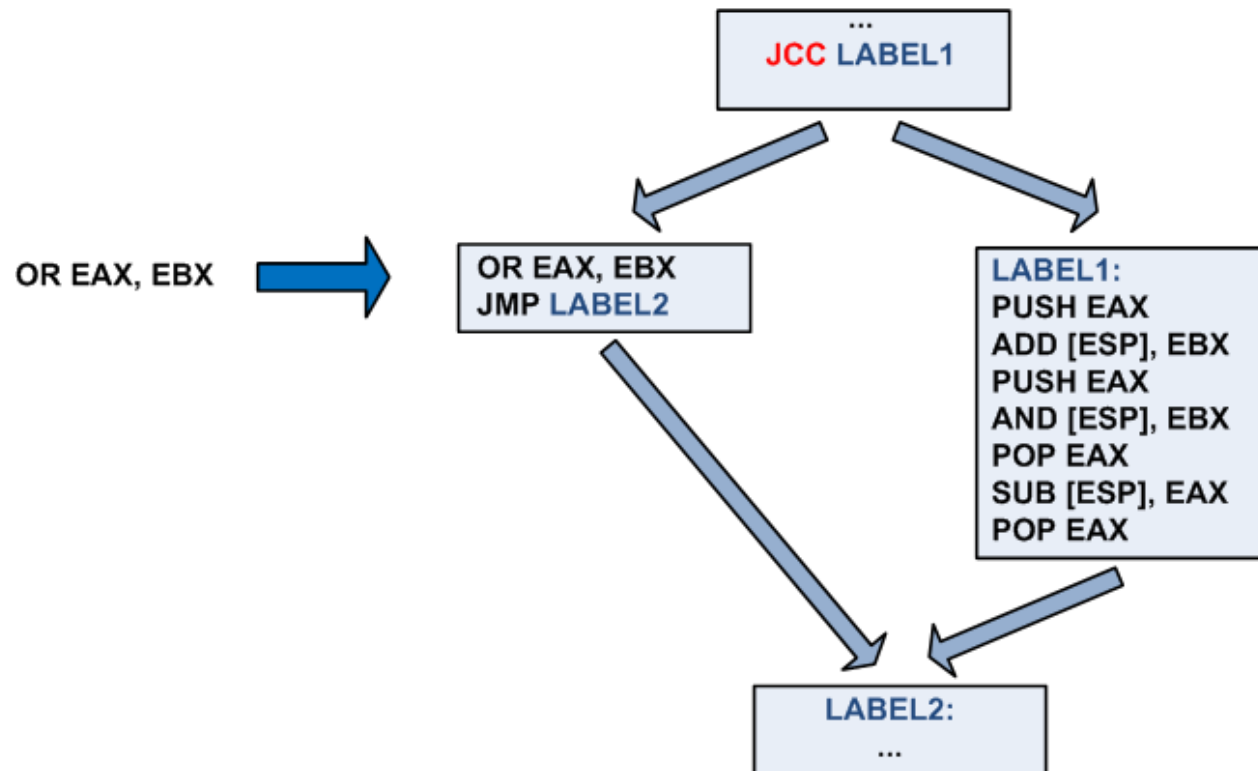 ...
JCC LABEL1
OR EAX, EBX
OR EAX, EBX
JMP LABEL2
LABEL1:
PUSH EAX
ADD [ESP], EBX
PUSH EAX
AND [ESP], EBX
POP EAX
SUB [ESP], EAX
POP EAX
LABEL2:
...